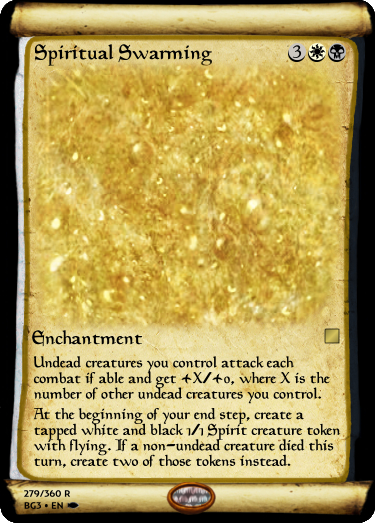 Spiritual Swarming 3
Enchantment
Undead creatures you control attack each
combat if able and get +X/+0, where X is the
number of other undead creatures you control.
At the beginning of your end step, create a
tapped white and black 1/1 Spirit creature token
with flying. If a non-undead creature died this
turn, create two of those tokens instead.
279/360 R
BG3 • EN